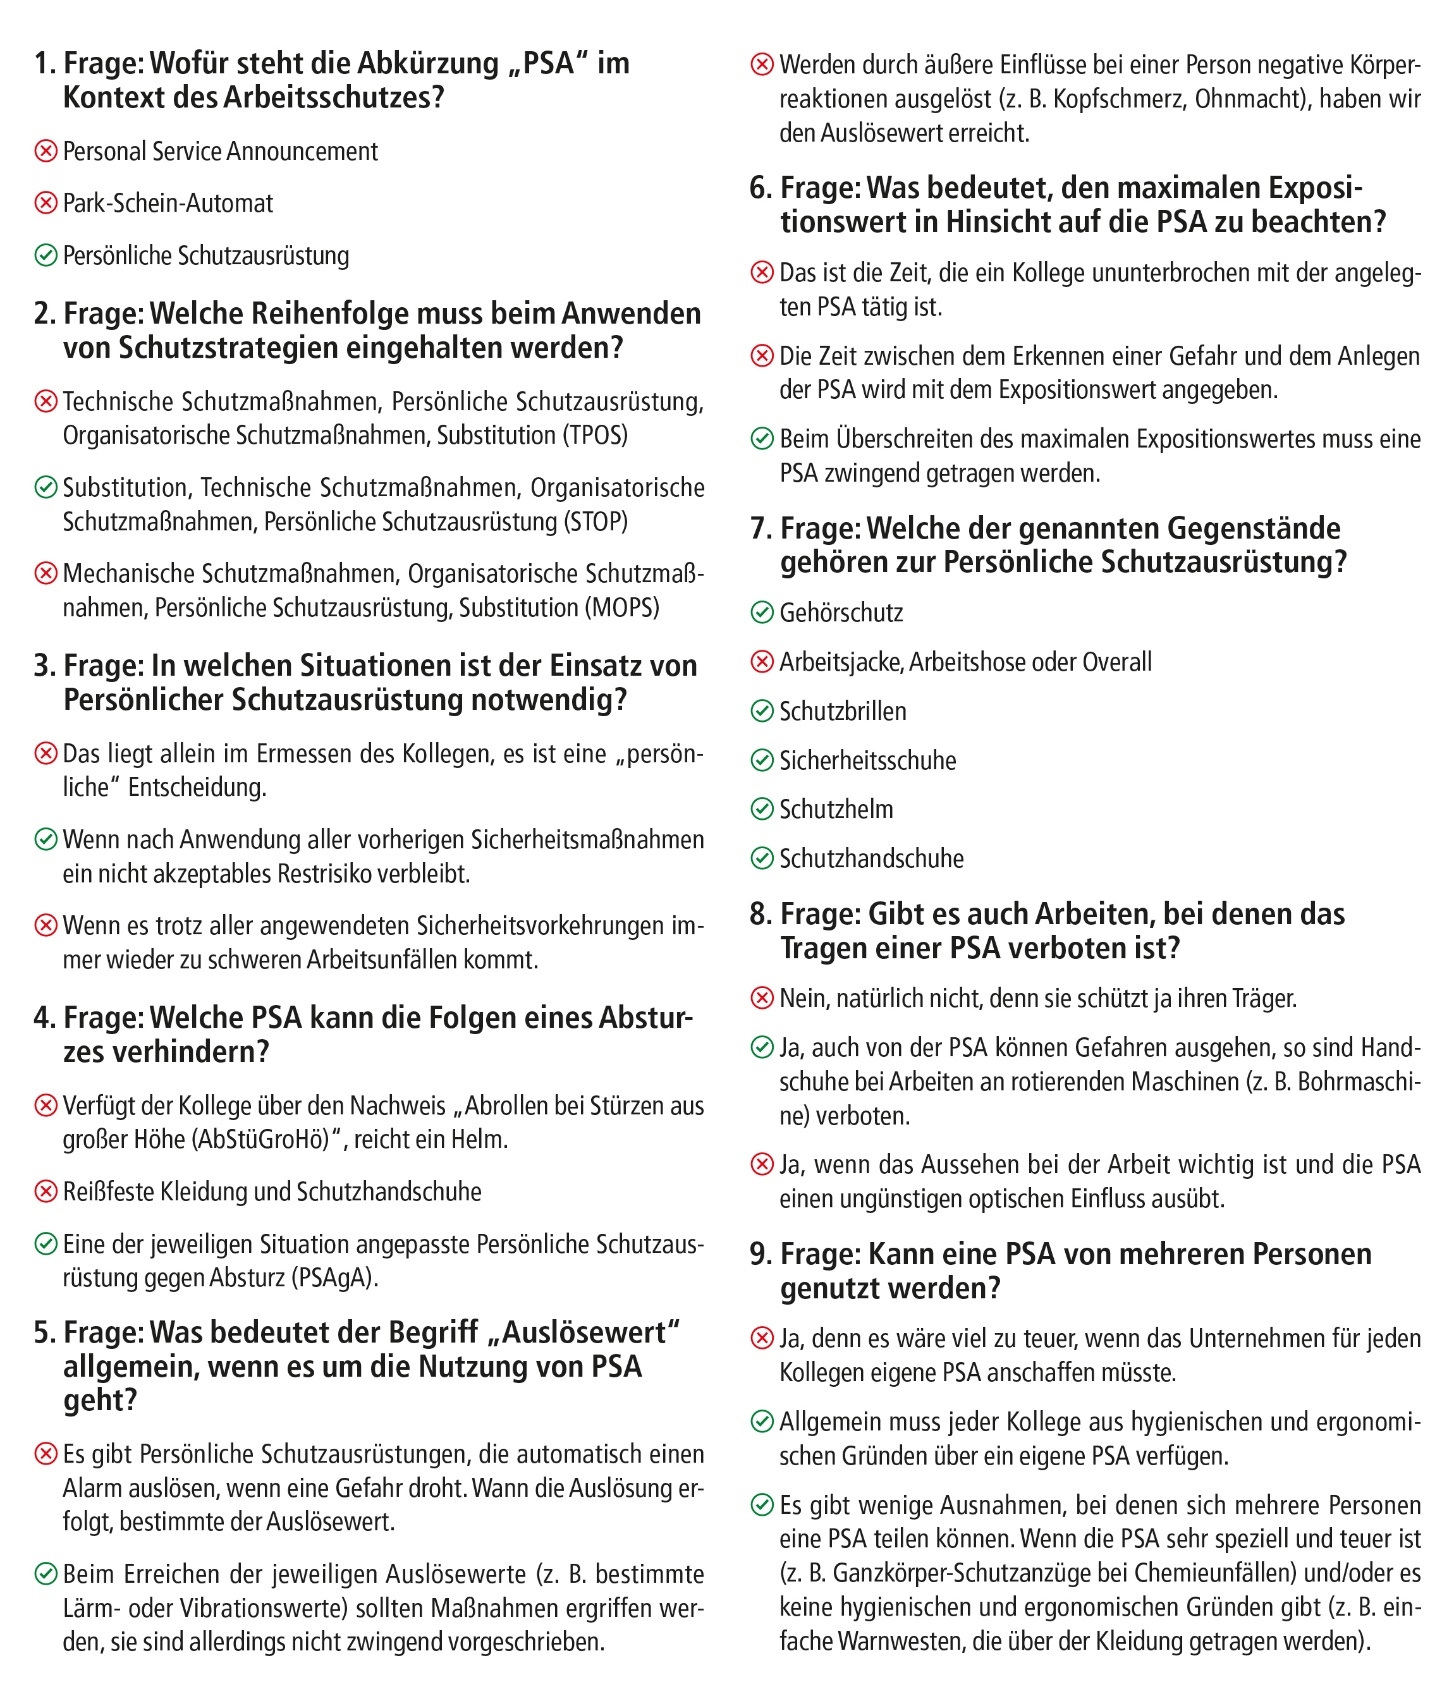 1. Frage: Wofür steht die Abkürzung „PSA“ im
Kontext des Arbeitsschutzes?
Personal Service Announcement
Park-Schein-Automat
Persönliche Schutzausrüstung
2. Frage: Welche Reihenfolge muss beim Anwenden
von Schutzstrategien eingehalten werden?
Technische Schutzmaßnahmen, Persönliche Schutzausrüstung,
Organisatorische Schutzmaßnahmen, Substitution (TPOS)
Substitution, Technische Schutzmaßnahmen, Organisatorische
Schutzmaßnahmen, Persönliche Schutzausrüstung (STOP)
Mechanische Schutzmaßnahmen, Organisatorische Schutzmaß-
nahmen, Persönliche Schutzausrüstung, Substitution (MOPS)
3. Frage: In welchen Situationen ist der Einsatz von
Persönlicher Schutzausrüstung notwendig?
Das liegt allein im Ermessen des Kollegen, es ist eine „persön-
liche“ Entscheidung.
Wenn nach Anwendung aller vorherigen Sicherheitsmaßnahmen
ein nicht akzeptables Restrisiko verbleibt.
Wenn es trotz aller angewendeten Sicherheitsvorkehrungen im-
mer wieder zu schweren Arbeitsunfällen kommt.
4. Frage: Welche PSA kann die Folgen eines Abstur-
zes verhindern?
Verfügt der Kollege über den Nachweis „Abrollen bei Stürzen aus
großer Höhe (AbStüGroHö)“, reicht ein Helm.
Reißfeste Kleidung und Schutzhandschuhe
Eine der jeweiligen Situation angepasste Persönliche Schutzaus-
rüstung gegen Absturz (PSAgA).
5. Frage: Was bedeutet der Begriff „Auslösewert“
allgemein, wenn es um die Nutzung von PSA
geht?
Es gibt Persönliche Schutzausrüstungen, die automatisch einen
Alarm auslösen, wenn eine Gefahr droht. Wann die Auslösung er-
folgt, bestimmte der Auslösewert.
Beim Erreichen der jeweiligen Auslösewerte (z. B. bestimmte
Lärm- oder Vibrationswerte) sollten Maßnahmen ergriffen wer-
den, sie sind allerdings nicht zwingend vorgeschrieben.
Werden durch äußere Einflüsse bei einer Person negative Körper-
reaktionen ausgelöst (z. B. Kopfschmerz, Ohnmacht), haben wir
den Auslösewert erreicht.
6. Frage: Was bedeutet, den maximalen Exposi-
tionswert in Hinsicht auf die PSA zu beachten?
Das ist die Zeit, die ein Kollege ununterbrochen mit der angeleg-
ten PSA tätig ist.
Die Zeit zwischen dem Erkennen einer Gefahr und dem Anlegen
der PSA wird mit dem Expositionswert angegeben.
Beim Überschreiten des maximalen Expositionswertes muss eine
PSA zwingend getragen werden.
7. Frage: Welche der genannten Gegenstände
gehören zur Persönliche Schutzausrüstung?
Gehörschutz
Arbeitsjacke, Arbeitshose oder Overall
Schutzbrillen
Sicherheitsschuhe
Schutzhelm
Schutzhandschuhe
8. Frage: Gibt es auch Arbeiten, bei denen das
Tragen einer PSA verboten ist?
Nein, natürlich nicht, denn sie schützt ja ihren Träger.
Ja, auch von der PSA können Gefahren ausgehen, so sind Hand-
schuhe bei Arbeiten an rotierenden Maschinen (z. B. Bohrmaschi-
ne) verboten.
Ja, wenn das Aussehen bei der Arbeit wichtig ist und die PSA
einen ungünstigen optischen Einfluss ausübt.
9. Frage: Kann eine PSA von mehreren Personen
genutzt werden?
Ja, denn es wäre viel zu teuer, wenn das Unternehmen für jeden
Kollegen eigene PSA anschaffen müsste.
Allgemein muss jeder Kollege aus hygienischen und ergonomi-
schen Gründen über ein eigene PSA verfügen.
Es gibt wenige Ausnahmen, bei denen sich mehrere Personen
eine PSA teilen können. Wenn die PSA sehr speziell und teuer ist
(z. B. Ganzkörper-Schutzanzüge bei Chemieunfällen) und/oder es
keine hygienischen und ergonomischen Gründen gibt (z. B. ein-
fache Warnwesten, die über der Kleidung getragen werden).